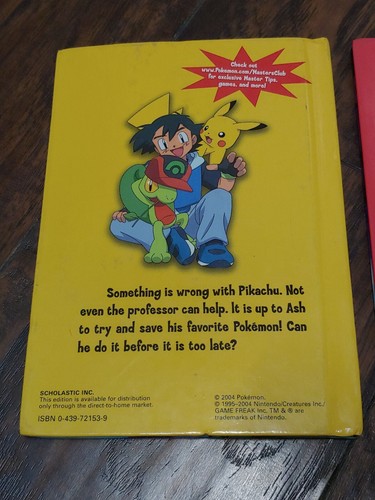 Check out
www.Pokemon.com/MastersClub
for exclusive Master Tips,
games, and more!
Something is wrong with Pikachu. Not
even the professor can help. It is up to Ash
to try and save his favorite Pokémon! Can
he do it before it is too late?
SCHOLASTIC INC.
This edition is available for distribution
only through the direct-to-home market.
ISBN 0-439-72153-9
© 2004 Pokémon.
© 1995–2004 Nintendo/Creatures Inc./
GAME FREAK Inc. TM & ® are
trademarks of Nintendo.